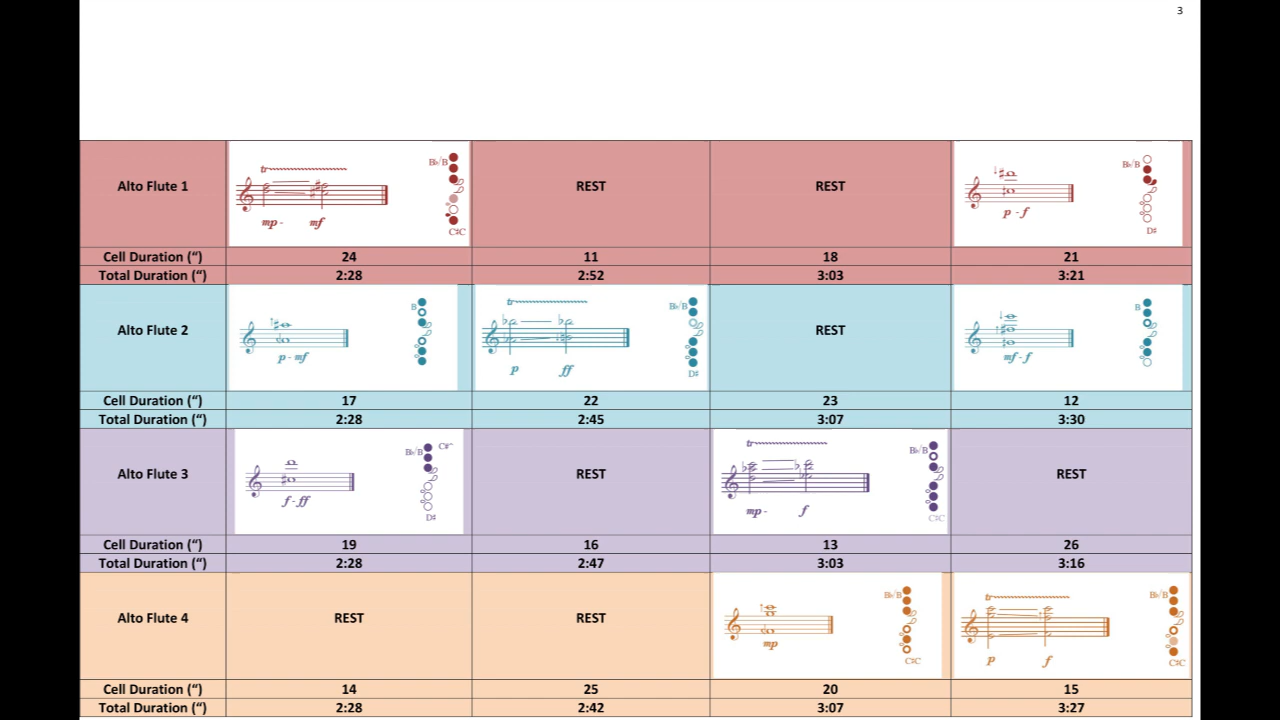 3
Alto Flute 1
tr
mp - mf
B♭/B
C♯C
REST
REST
p - f
B♭/B
D♯
Cell Duration (“) 24 11 18 21
Total Duration (“) 2:28 2:52 3:03 3:21
Alto Flute 2
p - mf
B
tr
p ff
B♭/B
D♯
REST
mf - f
B
Cell Duration (“) 17 22 23 12
Total Duration (“) 2:28 2:45 3:07 3:30
Alto Flute 3
f - ff
B♭/B
C♯~
D♯
REST
tr
mp - f
B♭/B
C♯C
REST
Cell Duration (“) 19 16 13 26
Total Duration (“) 2:28 2:47 3:03 3:16
Alto Flute 4
REST
REST
mp
B♭/B
C♯C
tr
p f
B♭/B
C♯C
Cell Duration (“) 14 25 20 15
Total Duration (“) 2:28 2:42 3:07 3:27